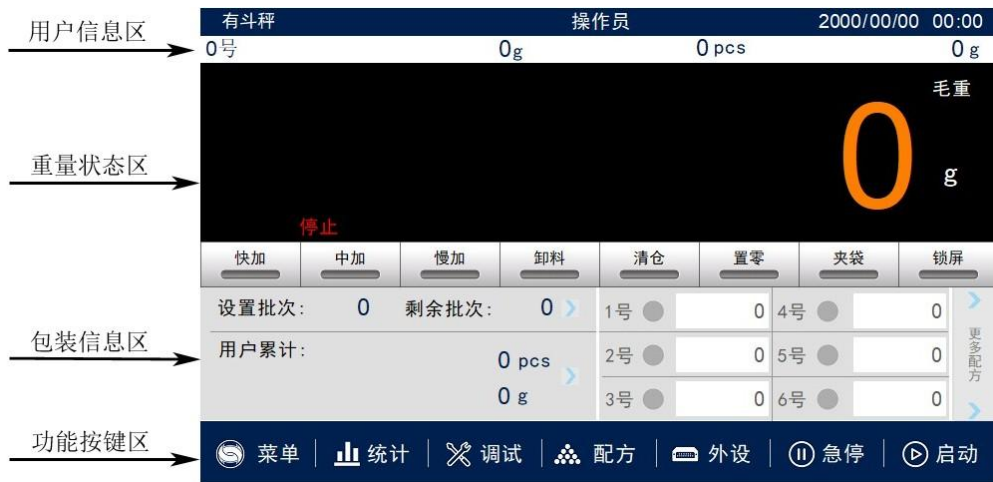 有斗秤 操作员 2000/00/00 00:00
用户信息区
0号 0g 0 pcs 0 g
毛重
重量状态区
0 g
停止
快加 中加 慢加 卸料 清仓 置零 夹袋 锁屏
设置批次: 0 剩余批次: 0 1号 0 4号 0
包装信息区
用户累计: 0 pcs 2号 0 5号 0 更多配方
0 g 3号 0 6号 0
功能按键区
菜单 统计 调试 配方 外设 急停 启动